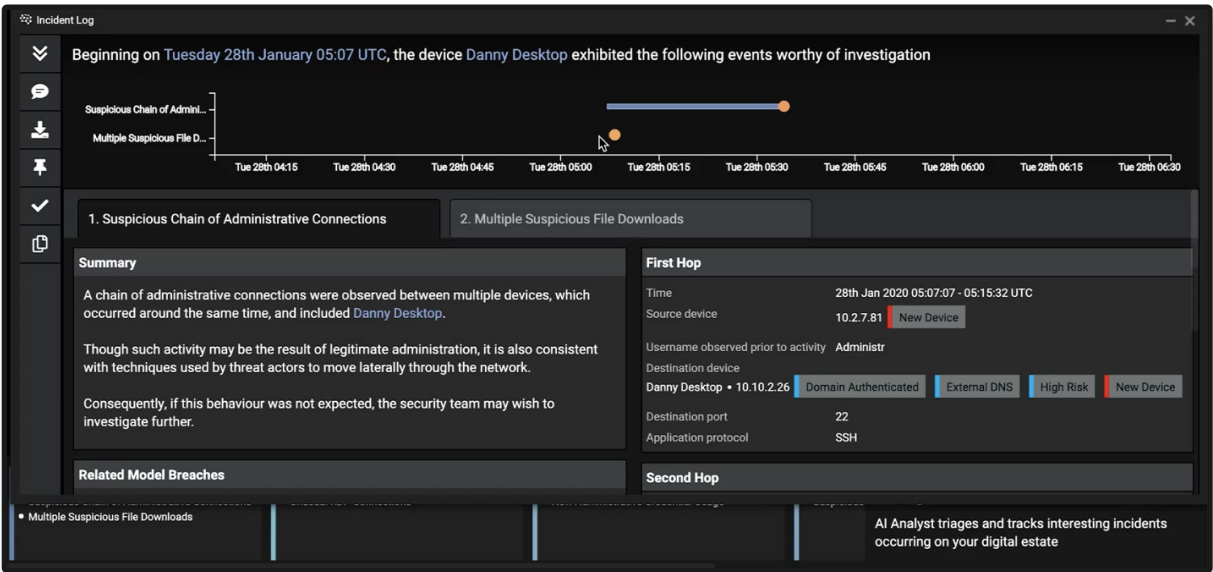 Incident Log
Beginning on Tuesday 28th January 05:07 UTC, the device Danny Desktop exhibited the following events worthy of investigation
Suspicious Chain of Admini...
Multiple Suspicious File D...
Tue 28th 04:15 Tue 28th 04:30 Tue 28th 04:45 Tue 28th 05:00 Tue 28th 05:15 Tue 28th 05:30 Tue 28th 05:45 Tue 28th 06:00 Tue 28th 06:15 Tue 28th 06:30
1. Suspicious Chain of Administrative Connections
2. Multiple Suspicious File Downloads
Summary
A chain of administrative connections were observed between multiple devices, which
occurred around the same time, and included Danny Desktop.
Though such activity may be the result of legitimate administration, it is also consistent
with techniques used by threat actors to move laterally through the network.
Consequently, if this behaviour was not expected, the security team may wish to
investigate further.
Related Model Breaches
First Hop
Time 28th Jan 2020 05:07:07 - 05:15:32 UTC
Source device 10.2.7.81 New Device
Username observed prior to activity Administr
Destination device
Danny Desktop • 10.10.2.26 Domain Authenticated External DNS High Risk New Device
Destination port 22
Application protocol SSH
Second Hop
• Multiple Suspicious File Downloads
AI Analyst triages and tracks interesting incidents
occurring on your digital estate